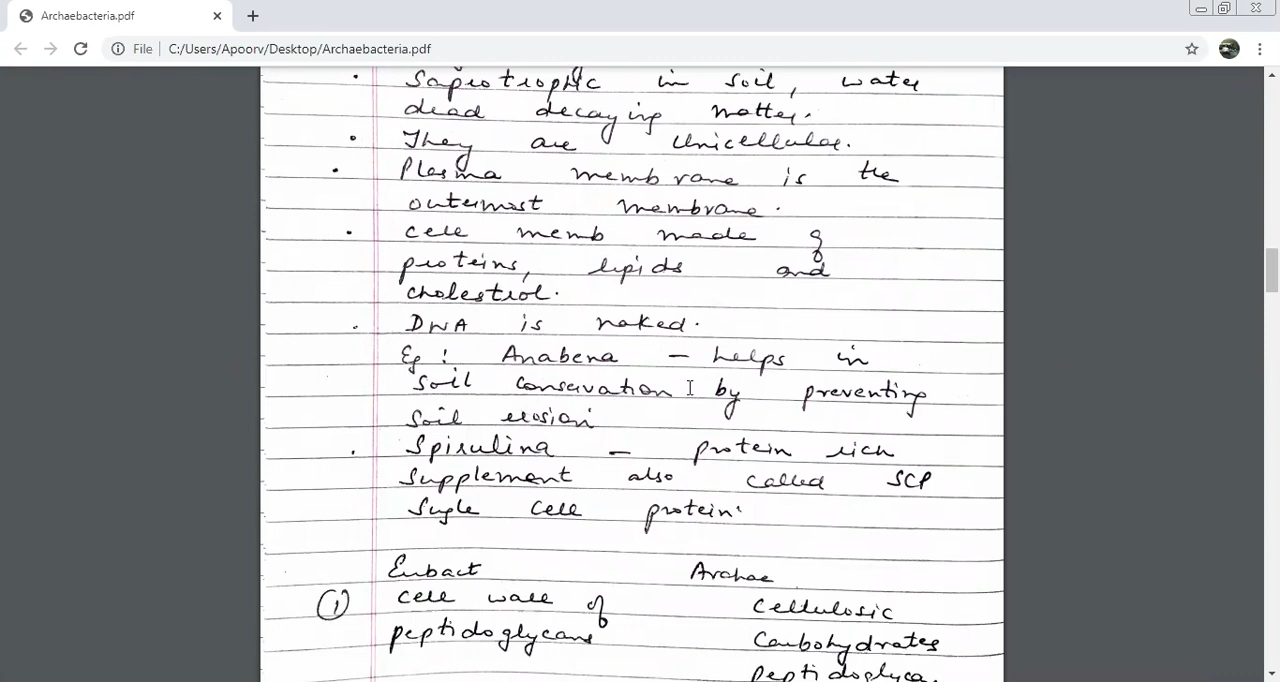 Archaebacteria.pdf
File C:/Users/Apoorv/Desktop/Archaebacteria.pdf
Saprotrophic in soil, water
dead decaying matter.
They are Unicellular.
Plasma membrane is the
outermost membrane.
cell memb made of
proteins, lipids and
cholestrol.
DNA is naked.
Eg : Anabena – helps in
soil conservation by preventing
soil erosion
Spirulina – protein rich
supplement also called SCP
Single cell protein.
Eubact Archae
① cell wall of Cellulosic
peptidoglycans Carbohydrates
peptidoglyca.